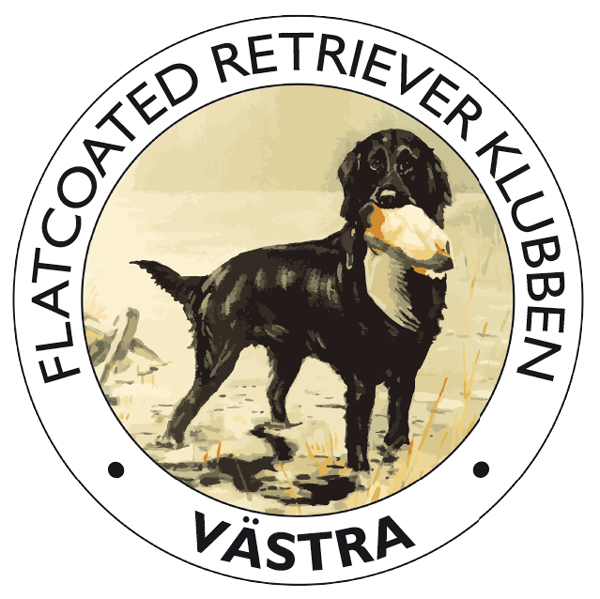 FLATCOATED RETRIEVER KLUBBEN
VÄSTRA